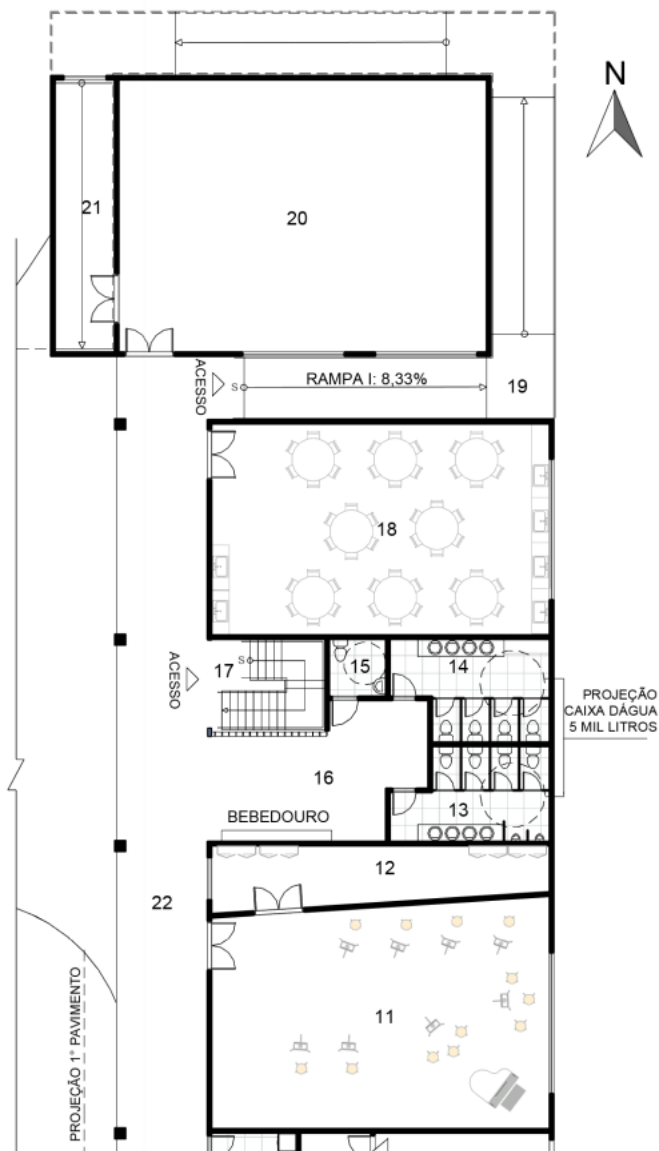 N
21
20
ACESSO
S
RAMPA I: 8,33%
19
18
ACESSO
17
S
15
14
PROJEÇÃO
CAIXA DÁGUA
5 MIL LITROS
16
13
BEBEDOURO
12
22
11
PROJEÇÃO 1° PAVIMENTO